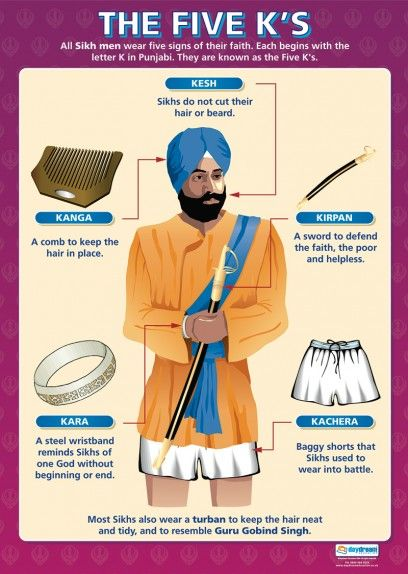 THE FIVE K'S
All Sikh men wear five signs of their faith. Each begins with the
letter K in Punjabi. They are known as the Five K's.
KESH
Sikhs do not cut their
hair or beard.
KANGA
A comb to keep the
hair in place.
KIRPAN
A sword to defend
the faith, the poor
and helpless.
KARA
A steel wristband
reminds Sikhs of
one God without
beginning or end.
KACHERA
Baggy shorts that
Sikhs used to
wear into battle.
Most Sikhs also wear a turban to keep the hair neat
and tidy, and to resemble Guru Gobind Singh.
daydream